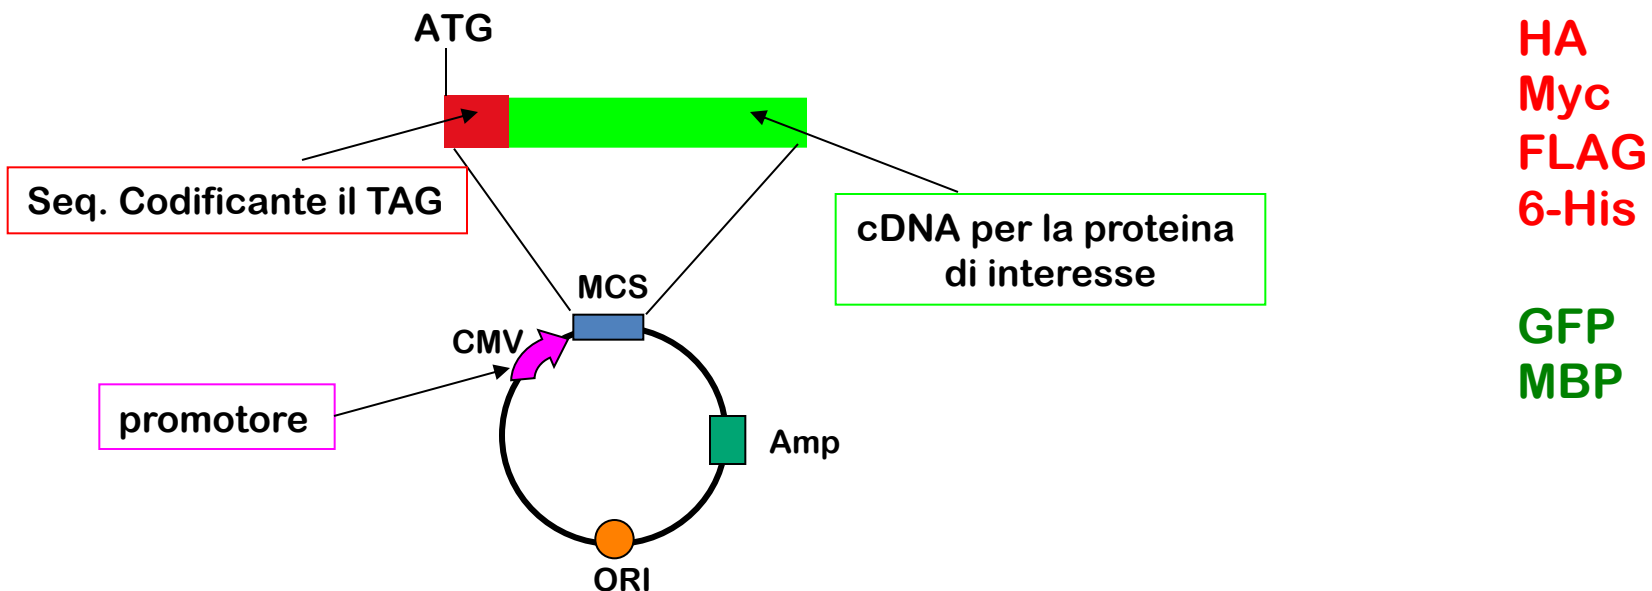 ATG
Seq. Codificante il TAG
cDNA per la proteina
di interesse
MCS
CMV
promotore
Amp
ORI
HA
Myc
FLAG
6-His
GFP
MBP